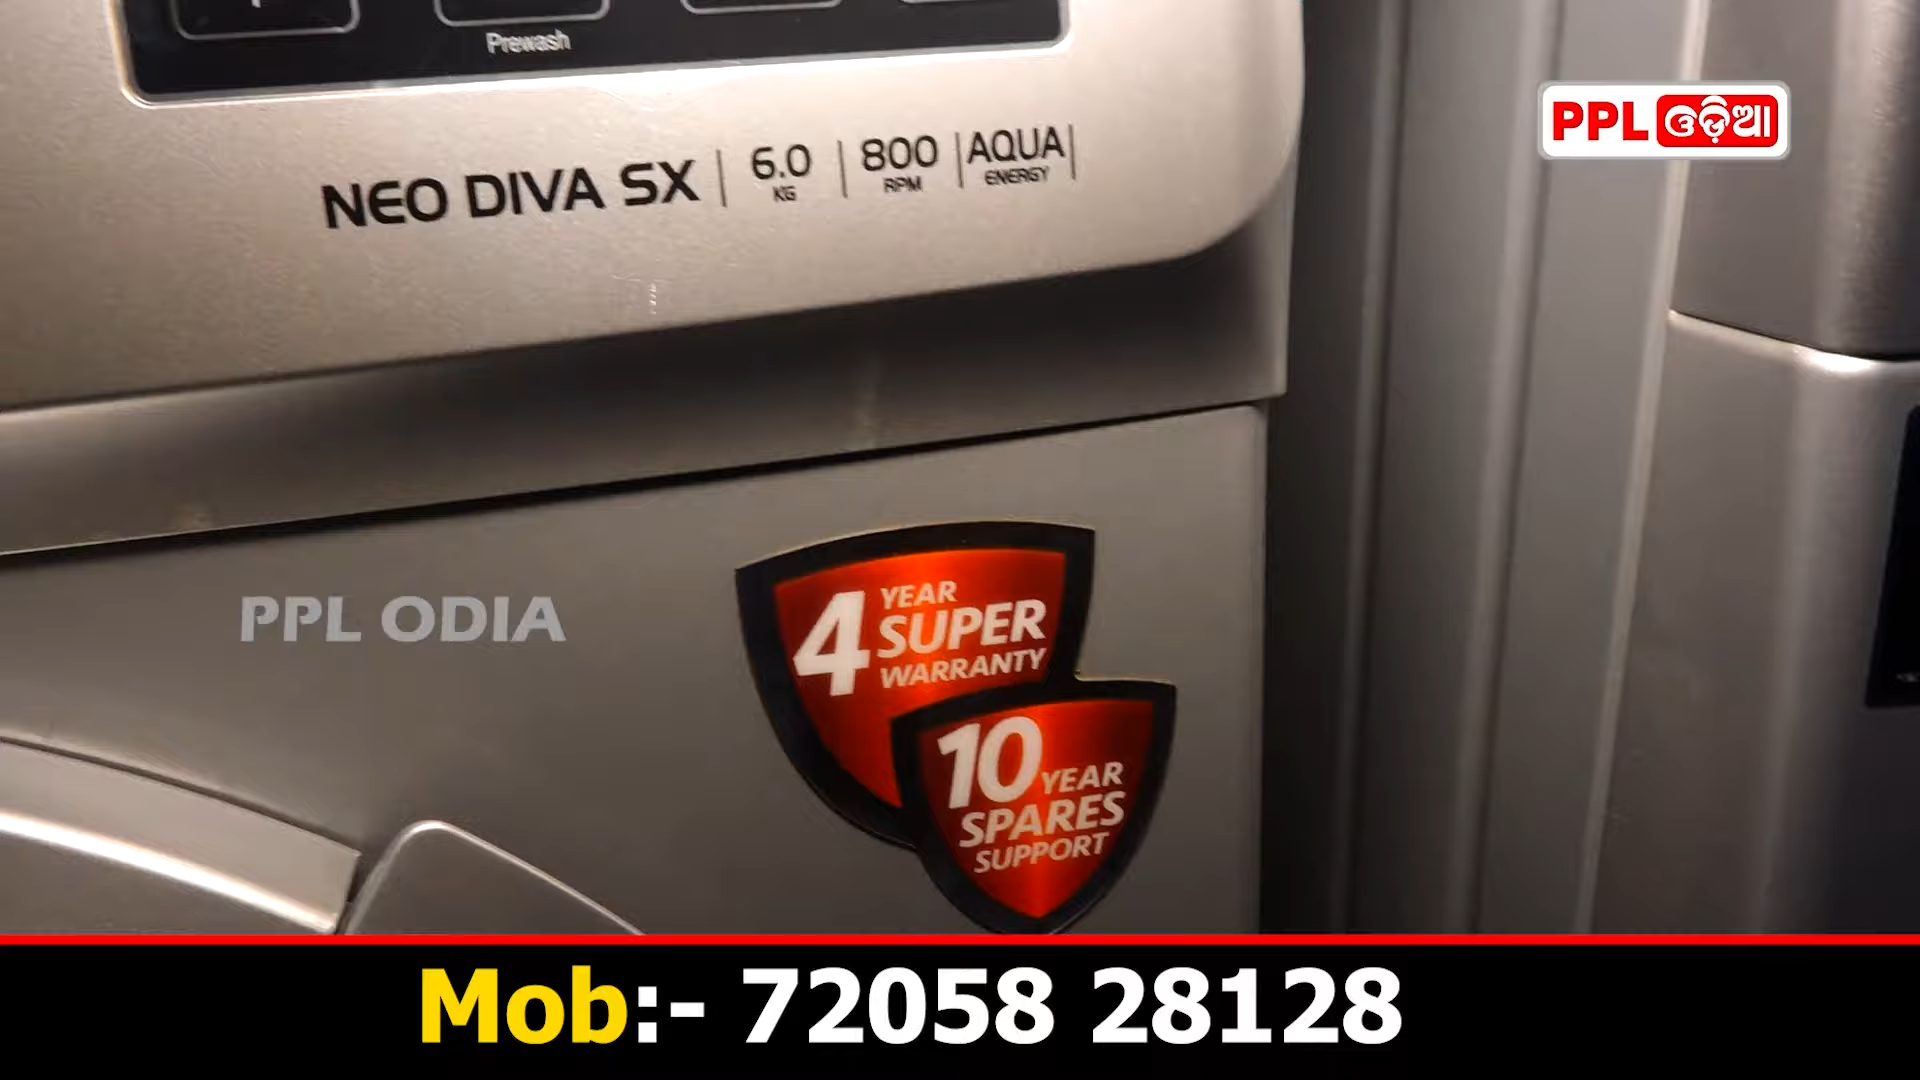 Prewash
PPL ଓଡ଼ିଆ
NEO DIVA SX | 6.0 KG | 800 RPM | AQUA ENERGY |
PPL ODIA
4 YEAR
SUPER
WARRANTY
10 YEAR
SPARES
SUPPORT
Mob:- 72058 28128